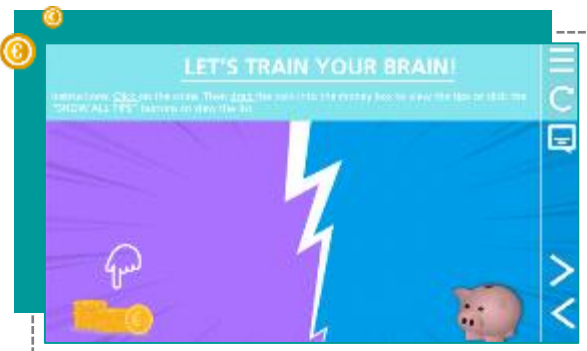 LET'S TRAIN YOUR BRAIN!
Instructions: Click on the coins. Then drag the coin into the money box to view the tips or click the
"SHOW ALL TIPS" buttons to view the list